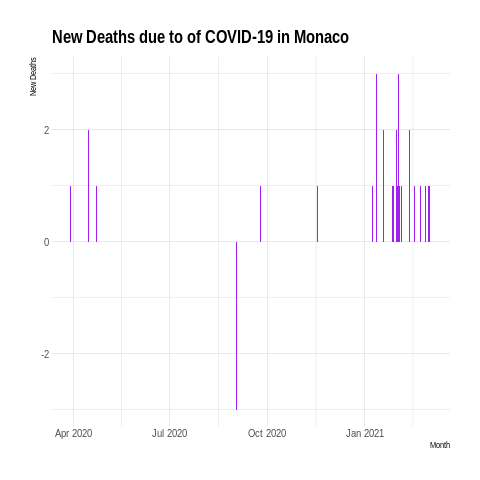 New Deaths due to of COVID-19 in Monaco
New Deaths
2
0
-2
Apr 2020 Jul 2020 Oct 2020 Jan 2021
Month